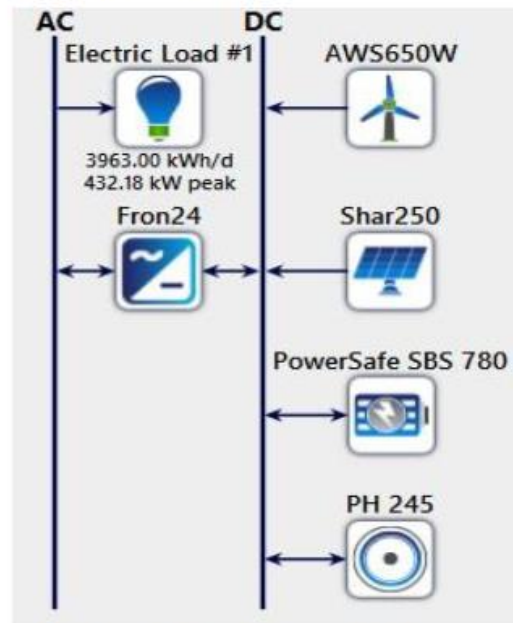 AC DC
Electric Load #1 AWS650W
3963.00 kWh/d
432.18 kW peak
Fron24 Shar250
PowerSafe SBS 780
PH 245